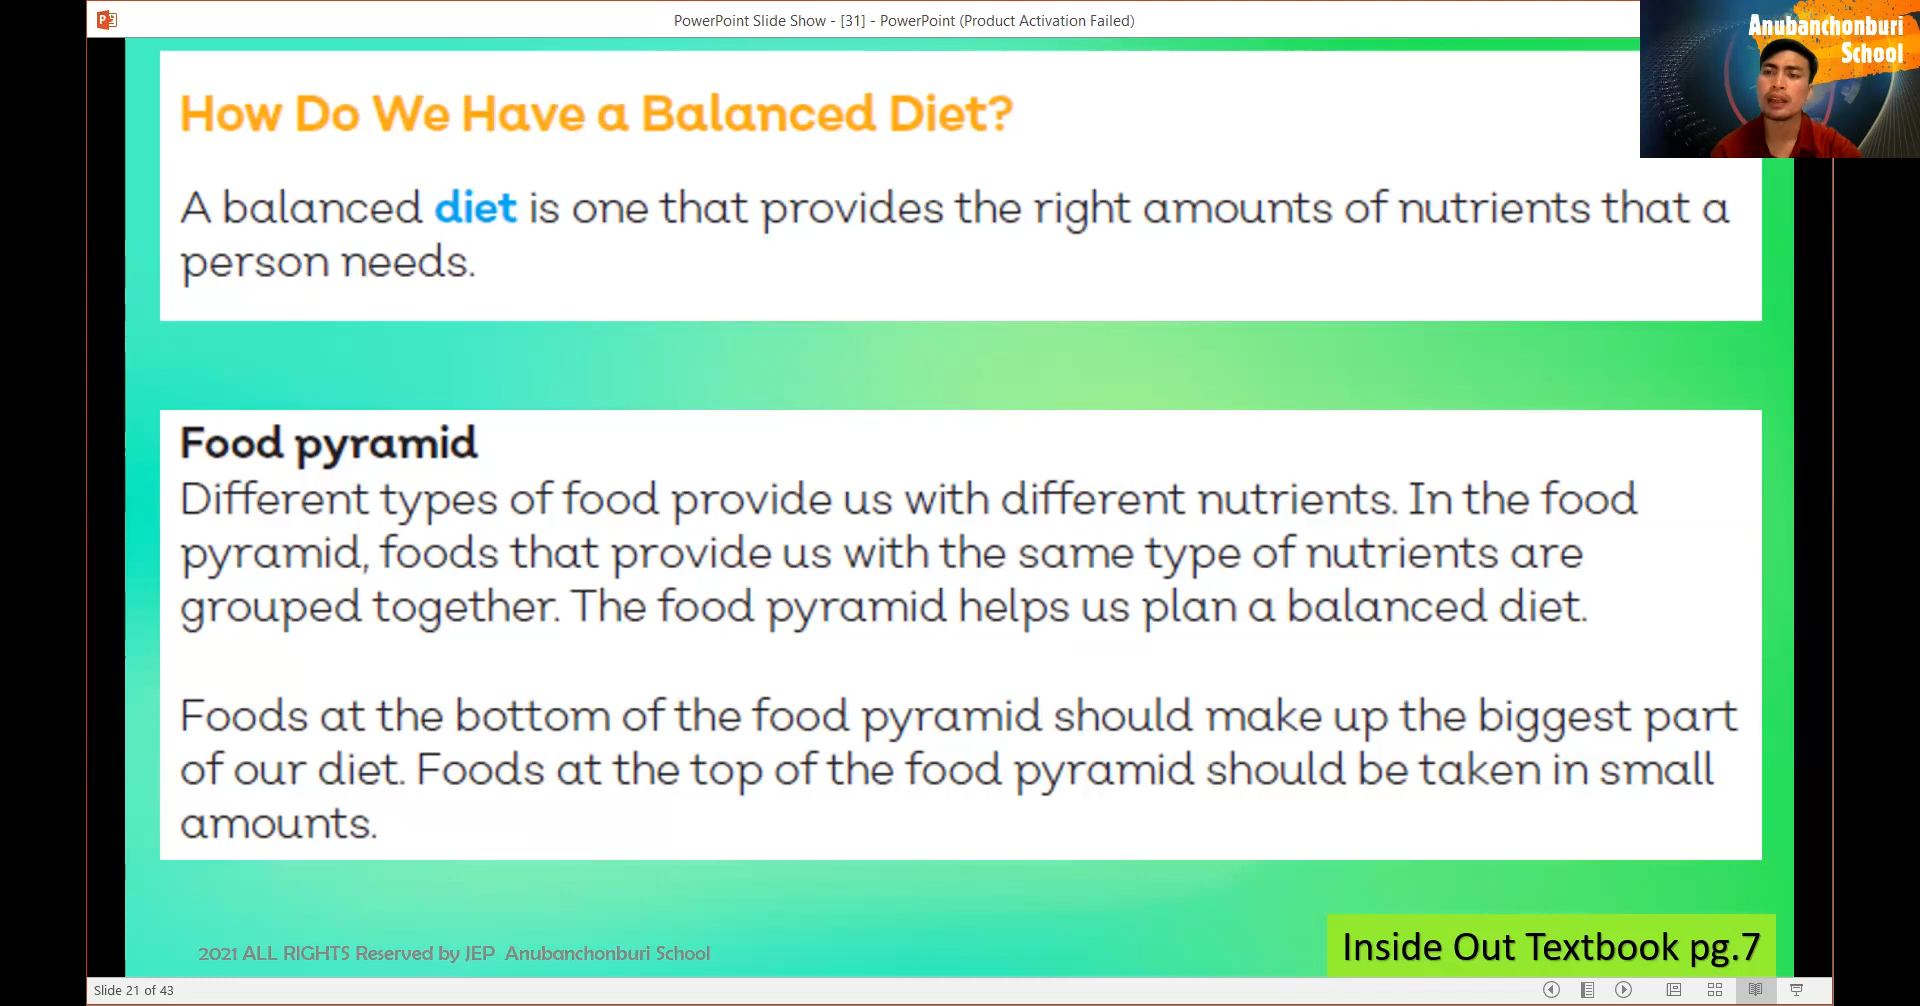 PowerPoint Slide Show - [31] - PowerPoint (Product Activation Failed)
Anubanchonburi
School
How Do We Have a Balanced Diet?
A balanced diet is one that provides the right amounts of nutrients that a
person needs.
Food pyramid
Different types of food provide us with different nutrients. In the food
pyramid, foods that provide us with the same type of nutrients are
grouped together. The food pyramid helps us plan a balanced diet.
Foods at the bottom of the food pyramid should make up the biggest part
of our diet. Foods at the top of the food pyramid should be taken in small
amounts.
2021 ALL RIGHTS Reserved by JEP Anubanchonburi School
Inside Out Textbook pg.7
Slide 21 of 43